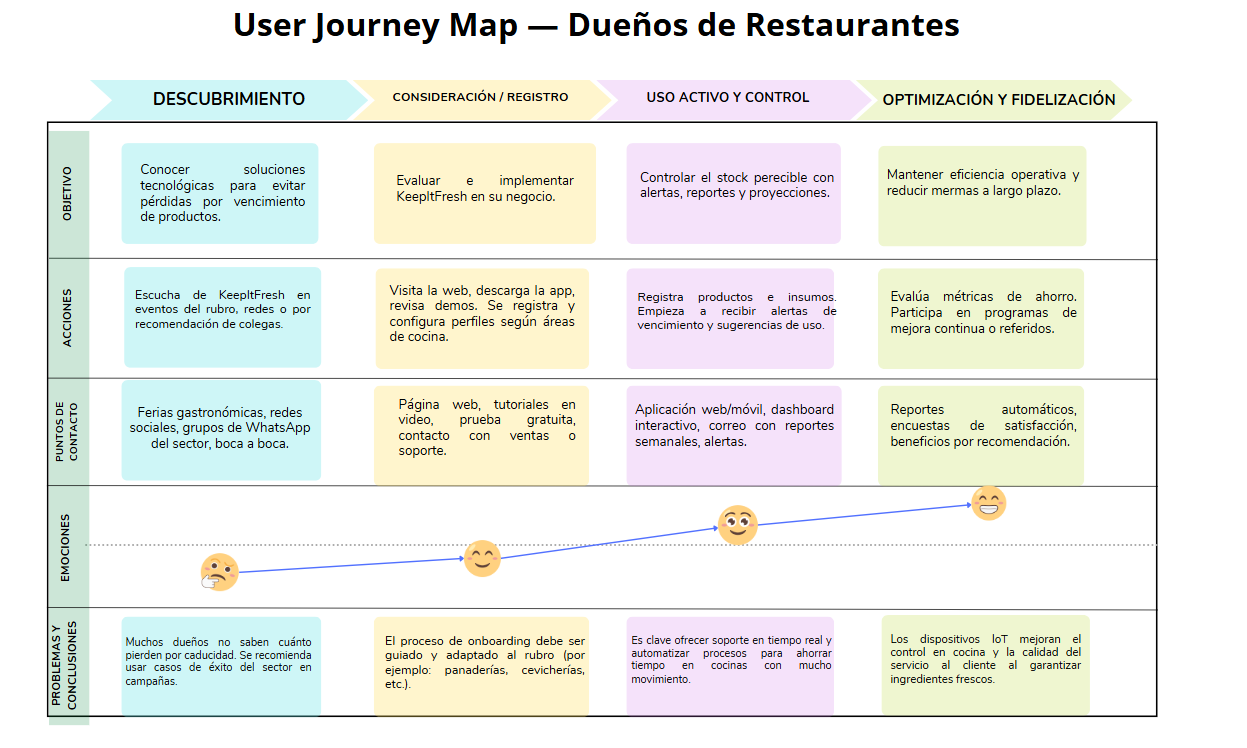 User Journey Map — Dueños de Restaurantes
DESCUBRIMIENTO
CONSIDERACIÓN / REGISTRO
USO ACTIVO Y CONTROL
OPTIMIZACIÓN Y FIDELIZACIÓN
OBJETIVO
Conocer soluciones
tecnológicas para evitar
pérdidas por vencimiento
de productos.
Evaluar e implementar
KeepItFresh en su negocio.
Controlar el stock perecible con
alertas, reportes y proyecciones.
Mantener eficiencia operativa y
reducir mermas a largo plazo.
ACCIONES
Escucha de KeepItFresh en
eventos del rubro, redes o por
recomendación de colegas.
Visita la web, descarga la app,
revisa demos. Se registra y
configura perfiles según áreas
de cocina.
Registra productos e insumos.
Empieza a recibir alertas de
vencimiento y sugerencias de uso.
Evalúa métricas de ahorro.
Participa en programas de
mejora continua o referidos.
PUNTOS DE
CONTACTO
Ferias gastronómicas, redes
sociales, grupos de WhatsApp
del sector, boca a boca.
Página web, tutoriales en
video, prueba gratuita,
contacto con ventas o
soporte.
Aplicación web/móvil, dashboard
interactivo, correo con reportes
semanales, alertas.
Reportes automáticos,
encuestas de satisfacción,
beneficios por recomendación.
EMOCIONES
PROBLEMAS Y
CONCLUSIONES
Muchos dueños no saben cuánto
pierden por caducidad. Se recomienda
usar casos de éxito del sector en
campañas.
El proceso de onboarding debe ser
guiado y adaptado al rubro (por
ejemplo: panaderías, cevicherías,
etc.).
Es clave ofrecer soporte en tiempo real y
automatizar procesos para ahorrar
tiempo en cocinas con mucho
movimiento.
Los dispositivos IoT mejoran el
control en cocina y la calidad del
servicio al cliente al garantizar
ingredientes frescos.